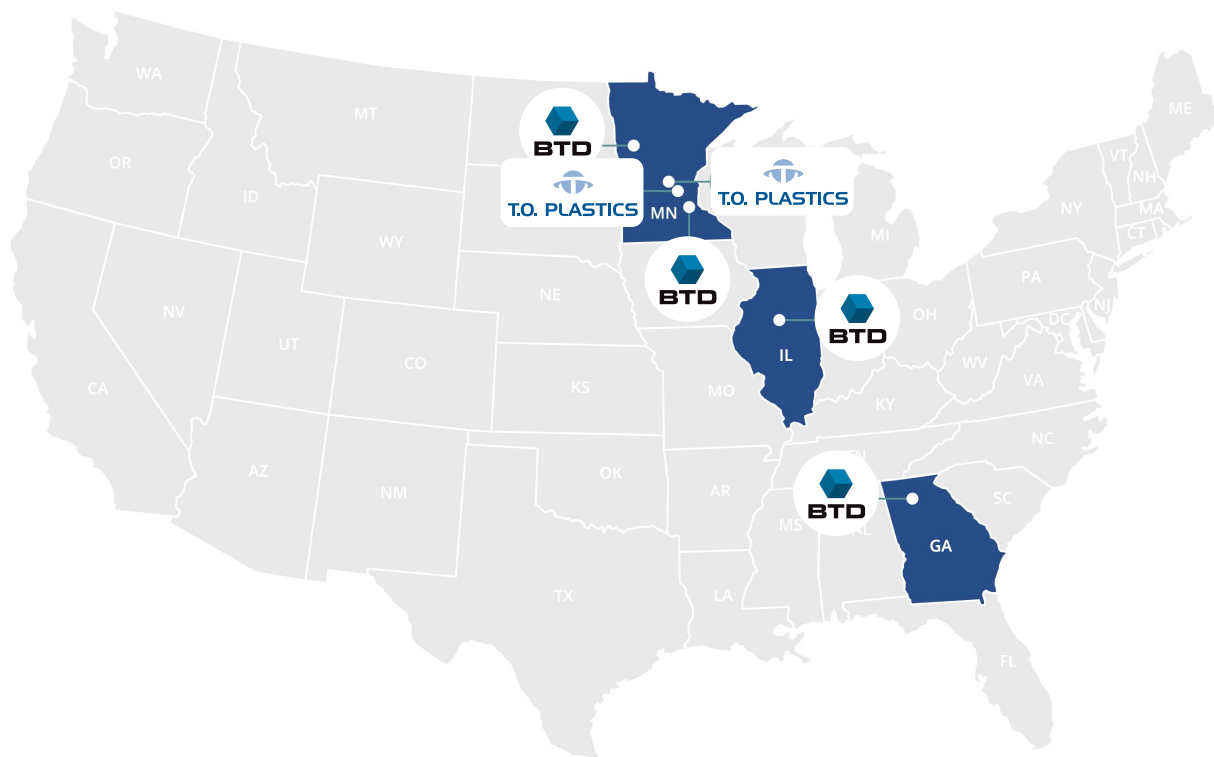 WA
MT
ME
OR
ID
VT
NH
NY
MA
CT
WY
MI
PA
NE
NV
OH
NJ
DC
UT
CO
WV
VA
CA
KS
MO
KY
NC
AZ
NM
OK
AR
SC
MS
TX
LA
FL
BTD
T.O. PLASTICS
T.O. PLASTICS
MN
BTD
BTD
IL
BTD
GA